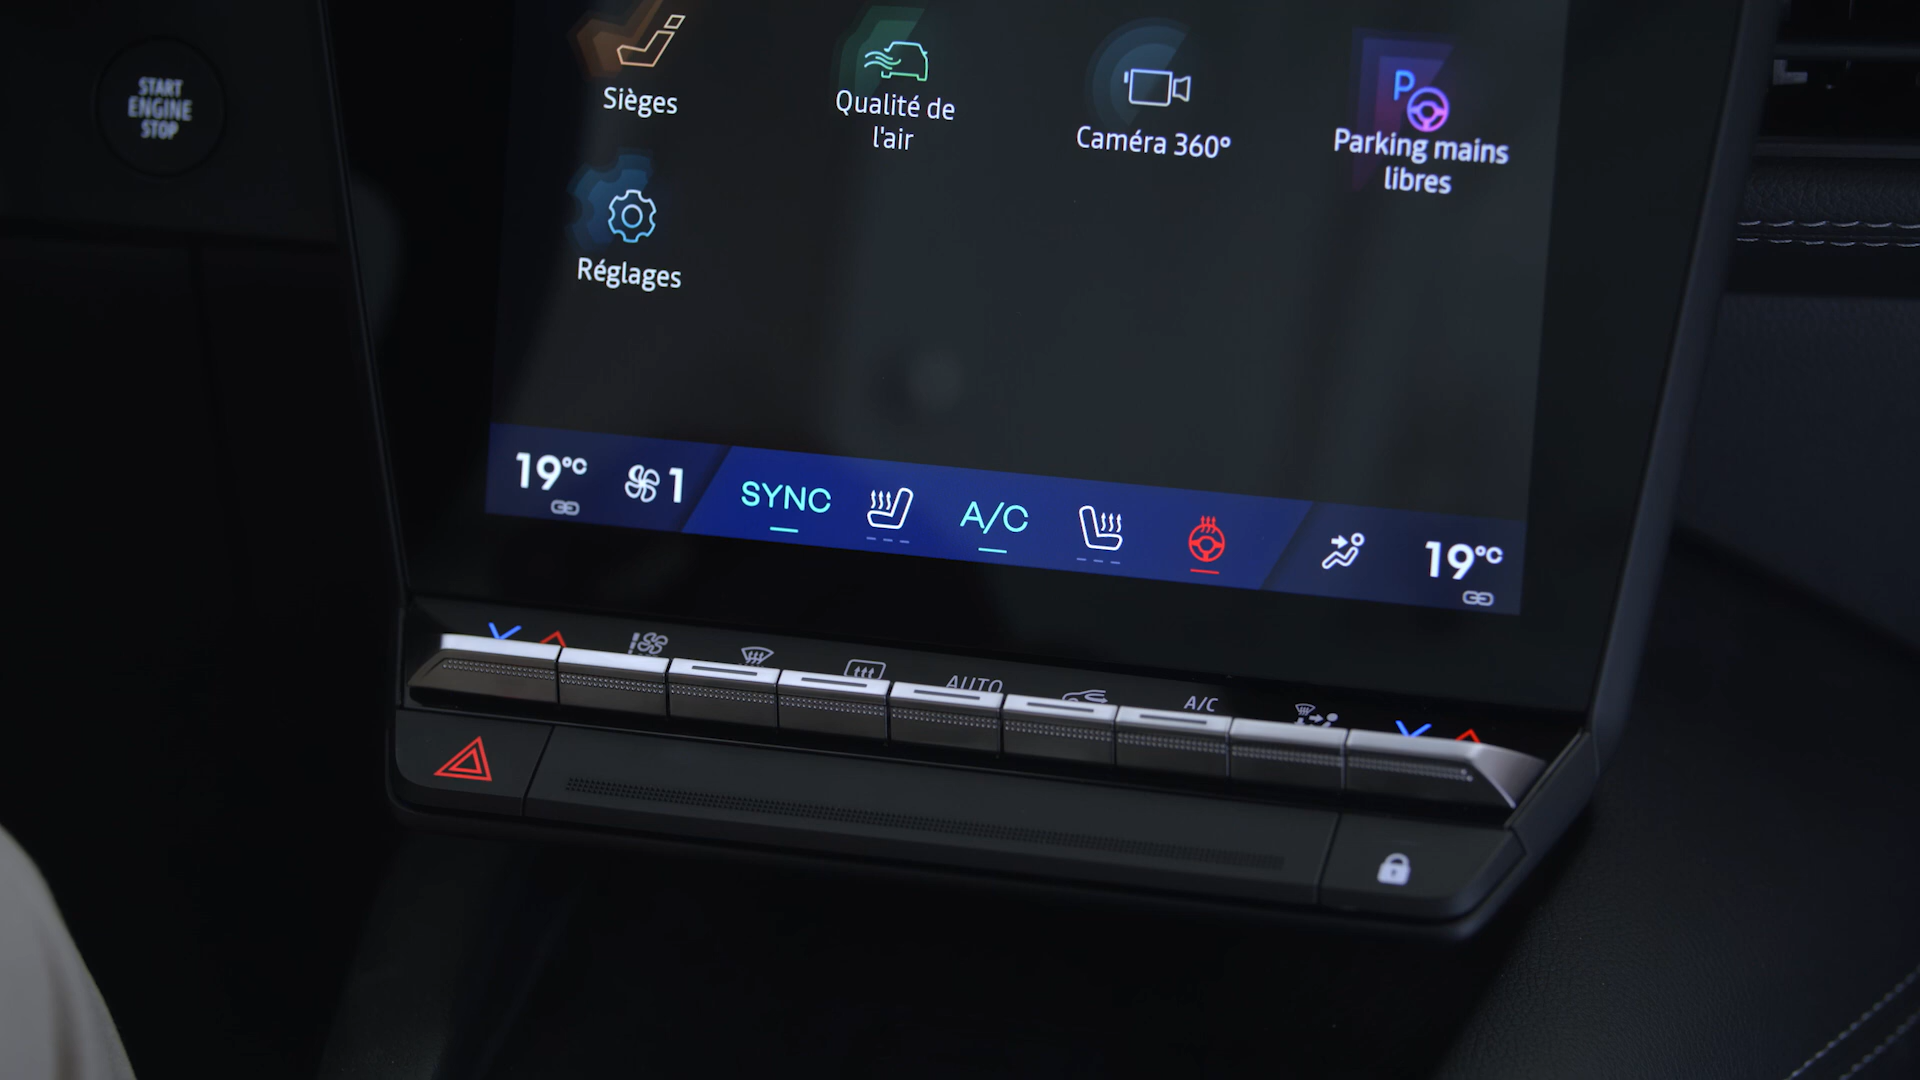 START
ENGINE
STOP
Sièges
Qualité de
l'air
Caméra 360°
P
Parking mains
libres
Réglages
19°C
1
SYNC
A/C
19°C
AUTO
A/C